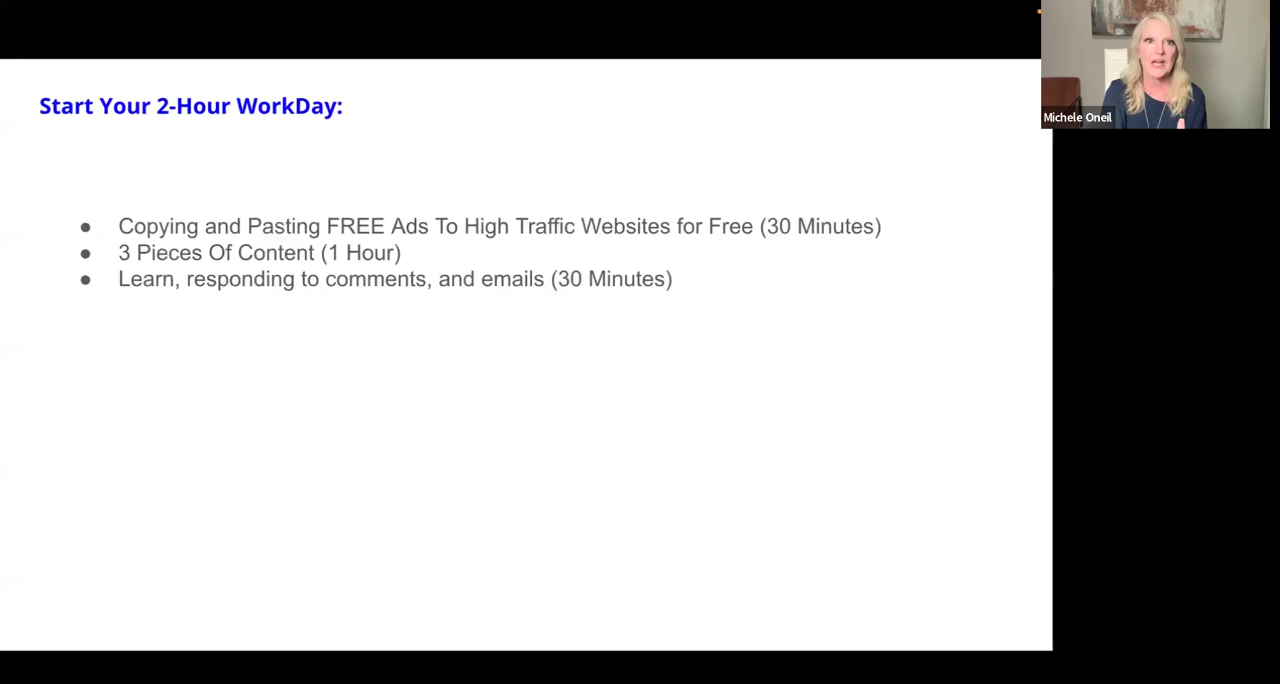 Start Your 2-Hour WorkDay:
● Copying and Pasting FREE Ads To High Traffic Websites for Free (30 Minutes)
● 3 Pieces Of Content (1 Hour)
● Learn, responding to comments, and emails (30 Minutes)
Michele Oneil